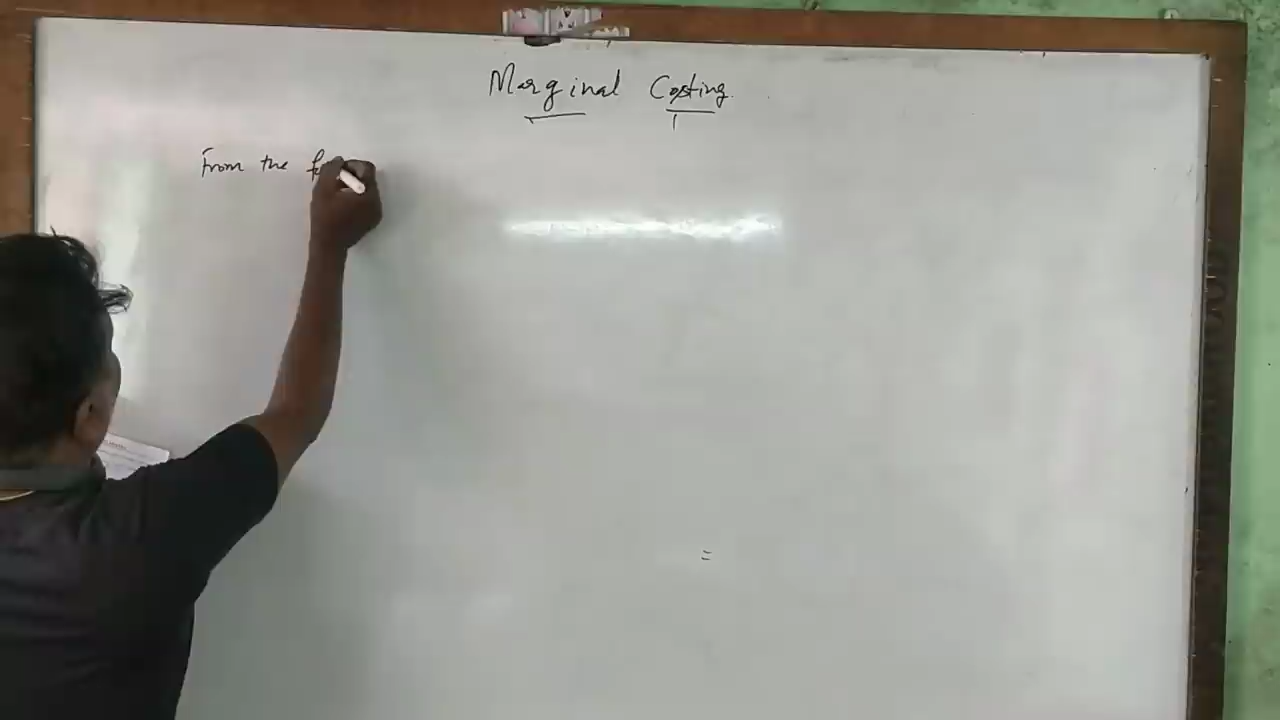 Marginal Costing
From the
=